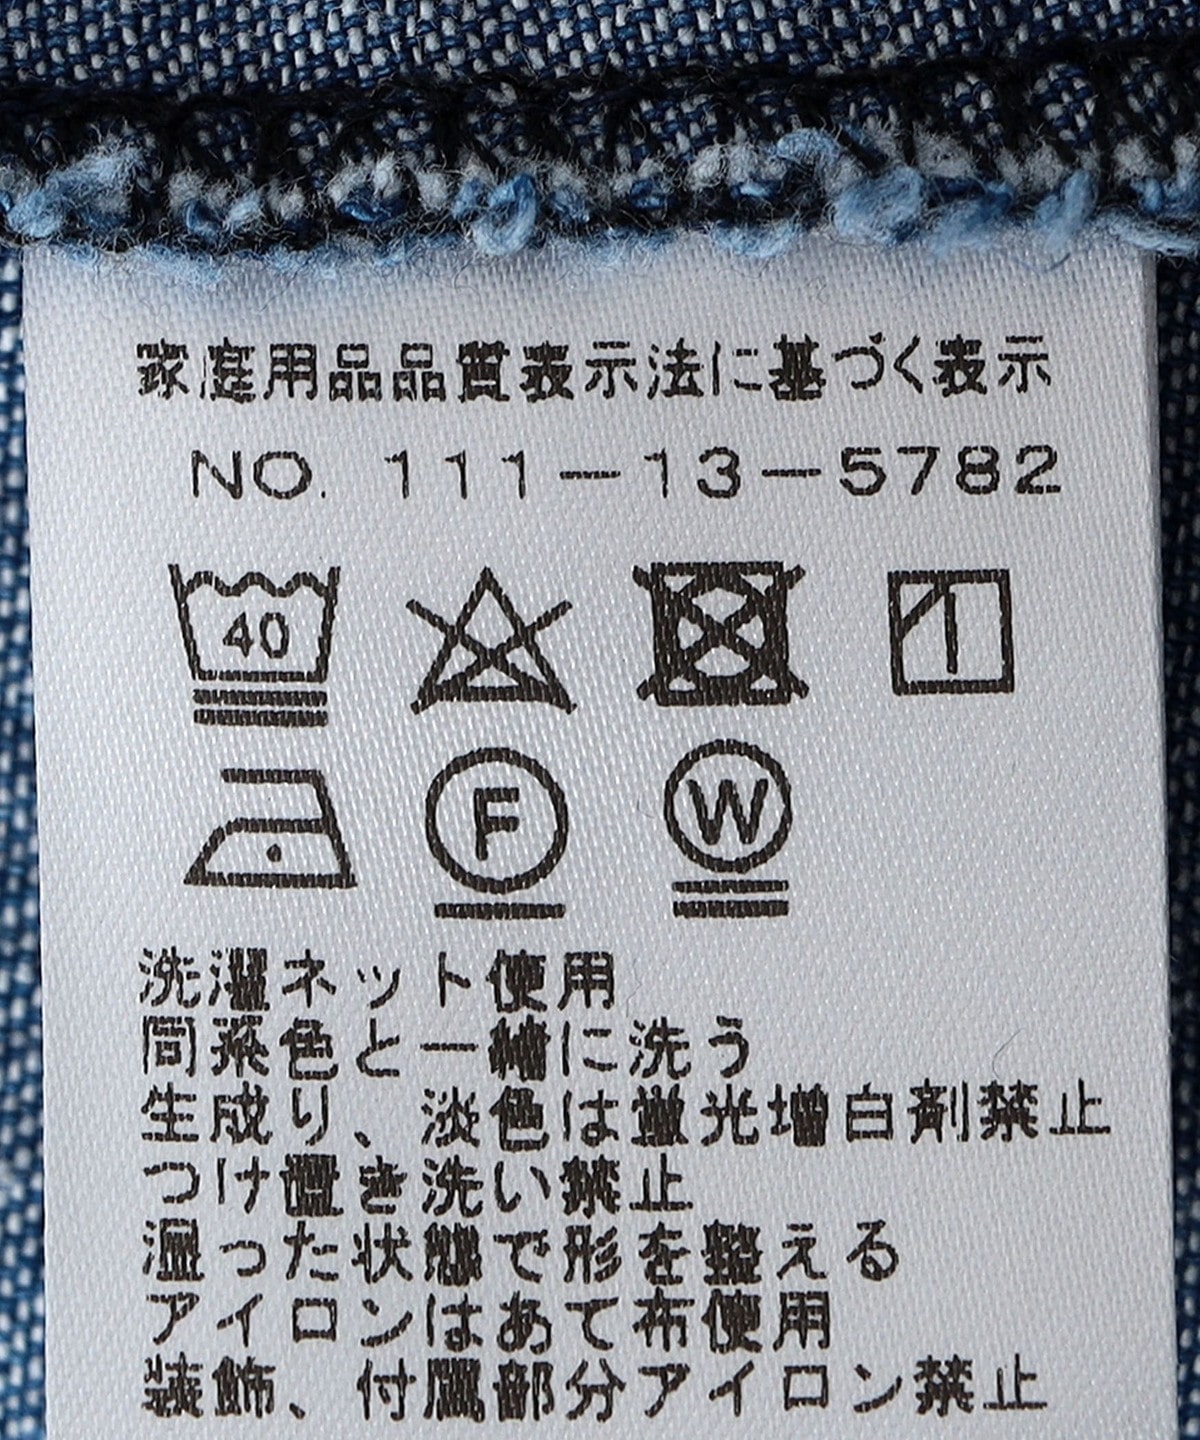 家庭用品品質表示法に基づく表示
NO. 111-13-5782
40
F W
洗濯ネット使用
同系色と一緒に洗う
生成り、淡色は蛍光増白剤禁止
つけ置き洗い禁止
湿った状態で形を整える
アイロンはあて布使用
装飾、付属部分アイロン禁止